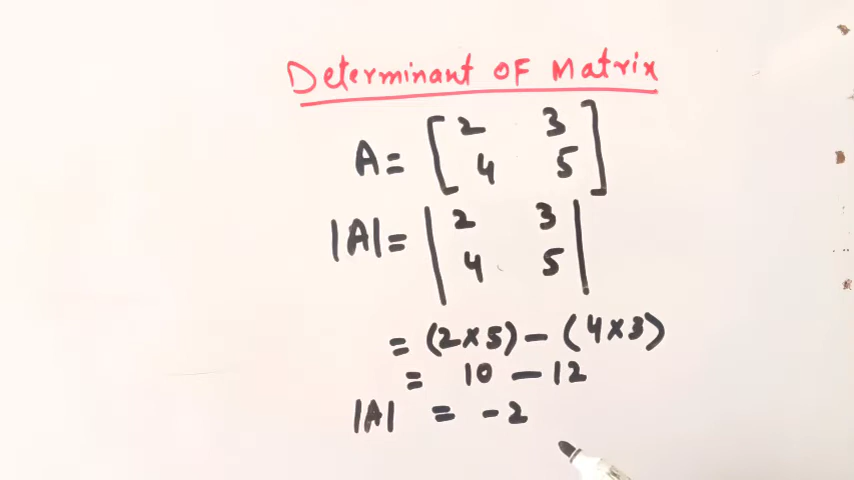 Determinant OF Matrix
A = [ 2 3
4 5 ]
|A| = | 2 3
4 5 |
= (2×5) - (4×3)
= 10 - 12
|A| = -2